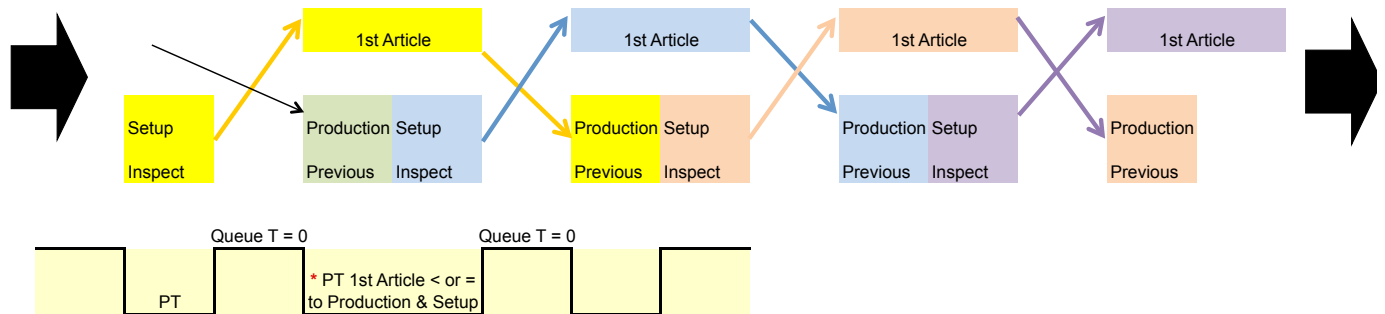 1st Article
1st Article
1st Article
1st Article
Setup
Inspect
Production
Previous
Setup
Inspect
Production
Previous
Setup
Inspect
Production
Previous
Setup
Inspect
Production
Previous
Queue T = 0
Queue T = 0
PT
* PT 1st Article < or =
to Production & Setup